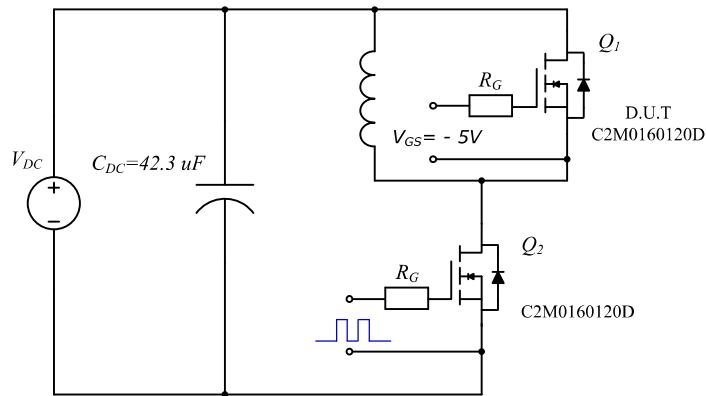 Q1
RG
D.U.T
C2M0160120D
VGS= - 5V
VDC
CDC=42.3 uF
Q2
RG
C2M0160120D